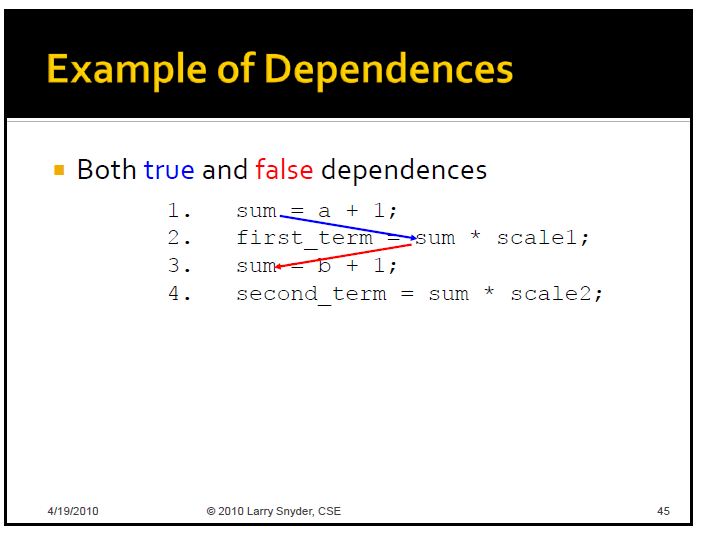 Example of Dependences
Both true and false dependences
1. sum = a + 1;
2. first_term = sum * scale1;
3. sum = b + 1;
4. second_term = sum * scale2;
4/19/2010 © 2010 Larry Snyder, CSE 45